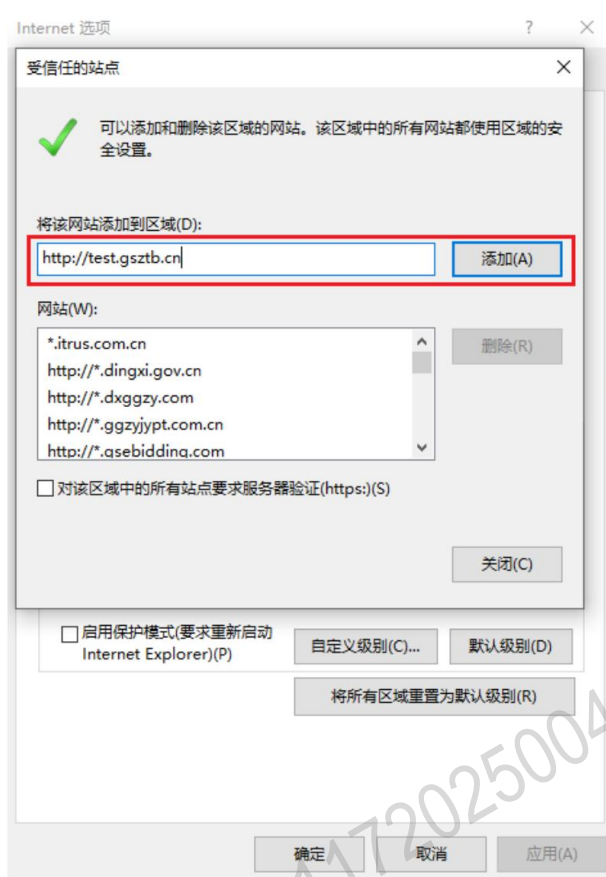 Internet 选项
受信任的站点
可以添加和删除该区域的网站。该区域中的所有网站都使用区域的安
全设置。
将该网站添加到区域(D):
http://test.gsztb.cn
添加(A)
网站(W):
*.itrus.com.cn
删除(R)
http://*.dingxi.gov.cn
http://*.dxggzy.com
http://*.ggzyjypt.com.cn
http://*.gsebidding.com
对该区域中的所有站点要求服务器验证(https:)(S)
关闭(C)
启用保护模式(要求重新启动
Internet Explorer)(P)
自定义级别(C)...
默认级别(D)
将所有区域重置为默认级别(R)
1172025004
确定
取消
应用(A)